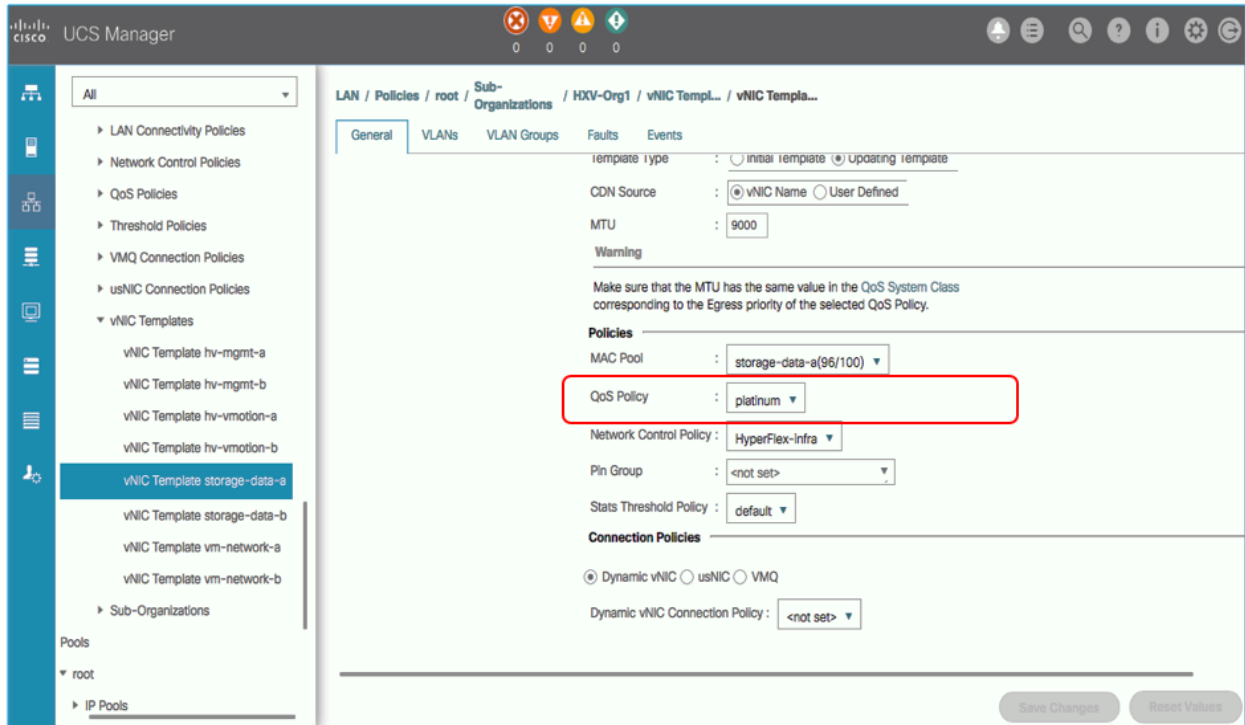 cisco. UCS Manager
0 0 0 0
All
LAN Connectivity Policies
Network Control Policies
QoS Policies
Threshold Policies
VMQ Connection Policies
usNIC Connection Policies
vNIC Templates
vNIC Template hv-mgmt-a
vNIC Template hv-mgmt-b
vNIC Template hv-vmotion-a
vNIC Template hv-vmotion-b
vNIC Template storage-data-a
vNIC Template storage-data-b
vNIC Template vm-network-a
vNIC Template vm-network-b
Sub-Organizations
Pools
root
IP Pools
LAN / Policies / root / Sub-Organizations / HXV-Org1 / vNIC Templ... / vNIC Templa...
General VLANs VLAN Groups Faults Events
Template Type : Initial Template Updating Template
CDN Source : vNIC Name User Defined
MTU : 9000
Warning
Make sure that the MTU has the same value in the QoS System Class
corresponding to the Egress priority of the selected QoS Policy.
Policies
MAC Pool : storage-data-a(96/100)
QoS Policy : platinum
Network Control Policy : HyperFlex-infra
Pin Group : <not set>
Stats Threshold Policy : default
Connection Policies
Dynamic vNIC usNIC VMQ
Dynamic vNIC Connection Policy : <not set>
Save Changes Reset Values